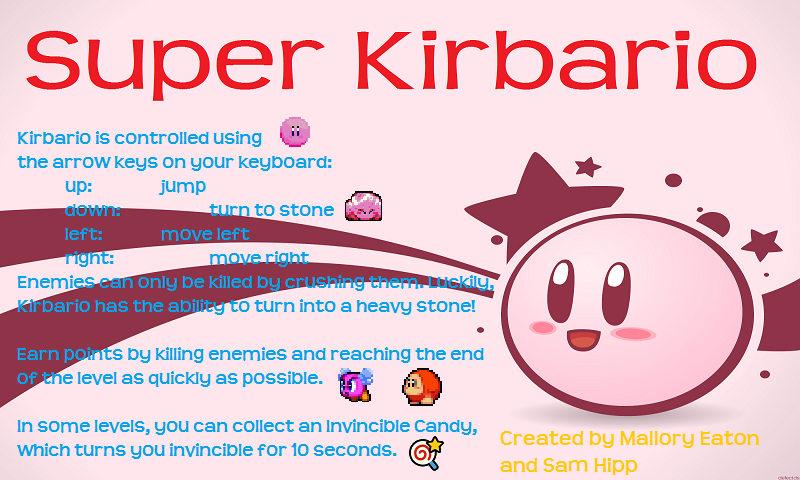 Super Kirbario
Kirbario is controlled using
the arrow keys on your keyboard:
up: jump
down: turn to stone
left: move left
right: move right
Enemies can only be killed by crushing them. Luckily,
Kirbario has the ability to turn into a heavy stone!
Earn points by killing enemies and reaching the end
of the level as quickly as possible.
In some levels, you can collect an Invincible Candy,
which turns you invincible for 10 seconds.
Created by Mallory Eaton
and Sam Hipp